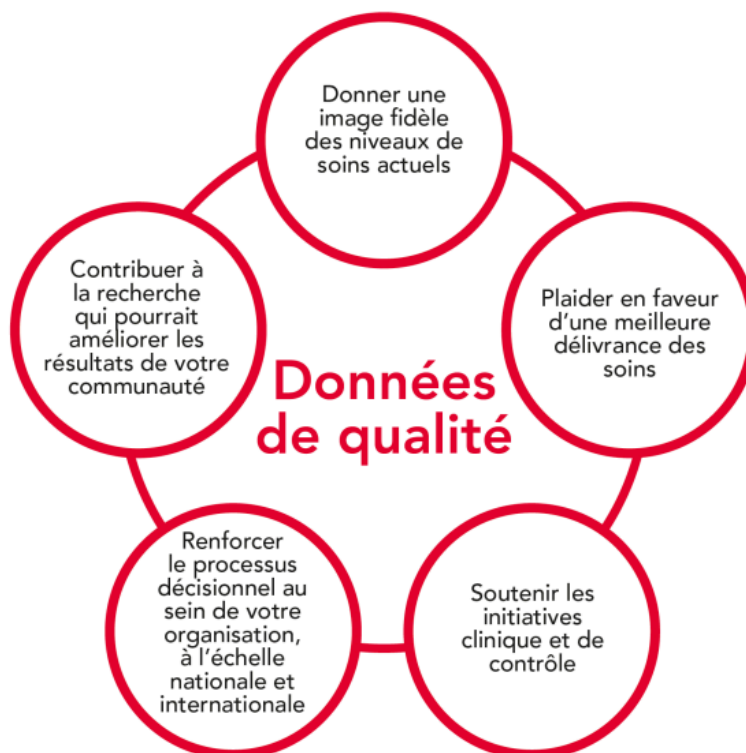 Donner une
image fidèle
des niveaux de
soins actuels
Plaider en faveur
d'une meilleure
délivrance des
soins
Soutenir les
initiatives
clinique et de
contrôle
Renforcer
le processus
décisionnel au
sein de votre
organisation,
à l'échelle
nationale et
internationale
Contribuer à
la recherche
qui pourrait
améliorer les
résultats de votre
communauté
Données
de qualité